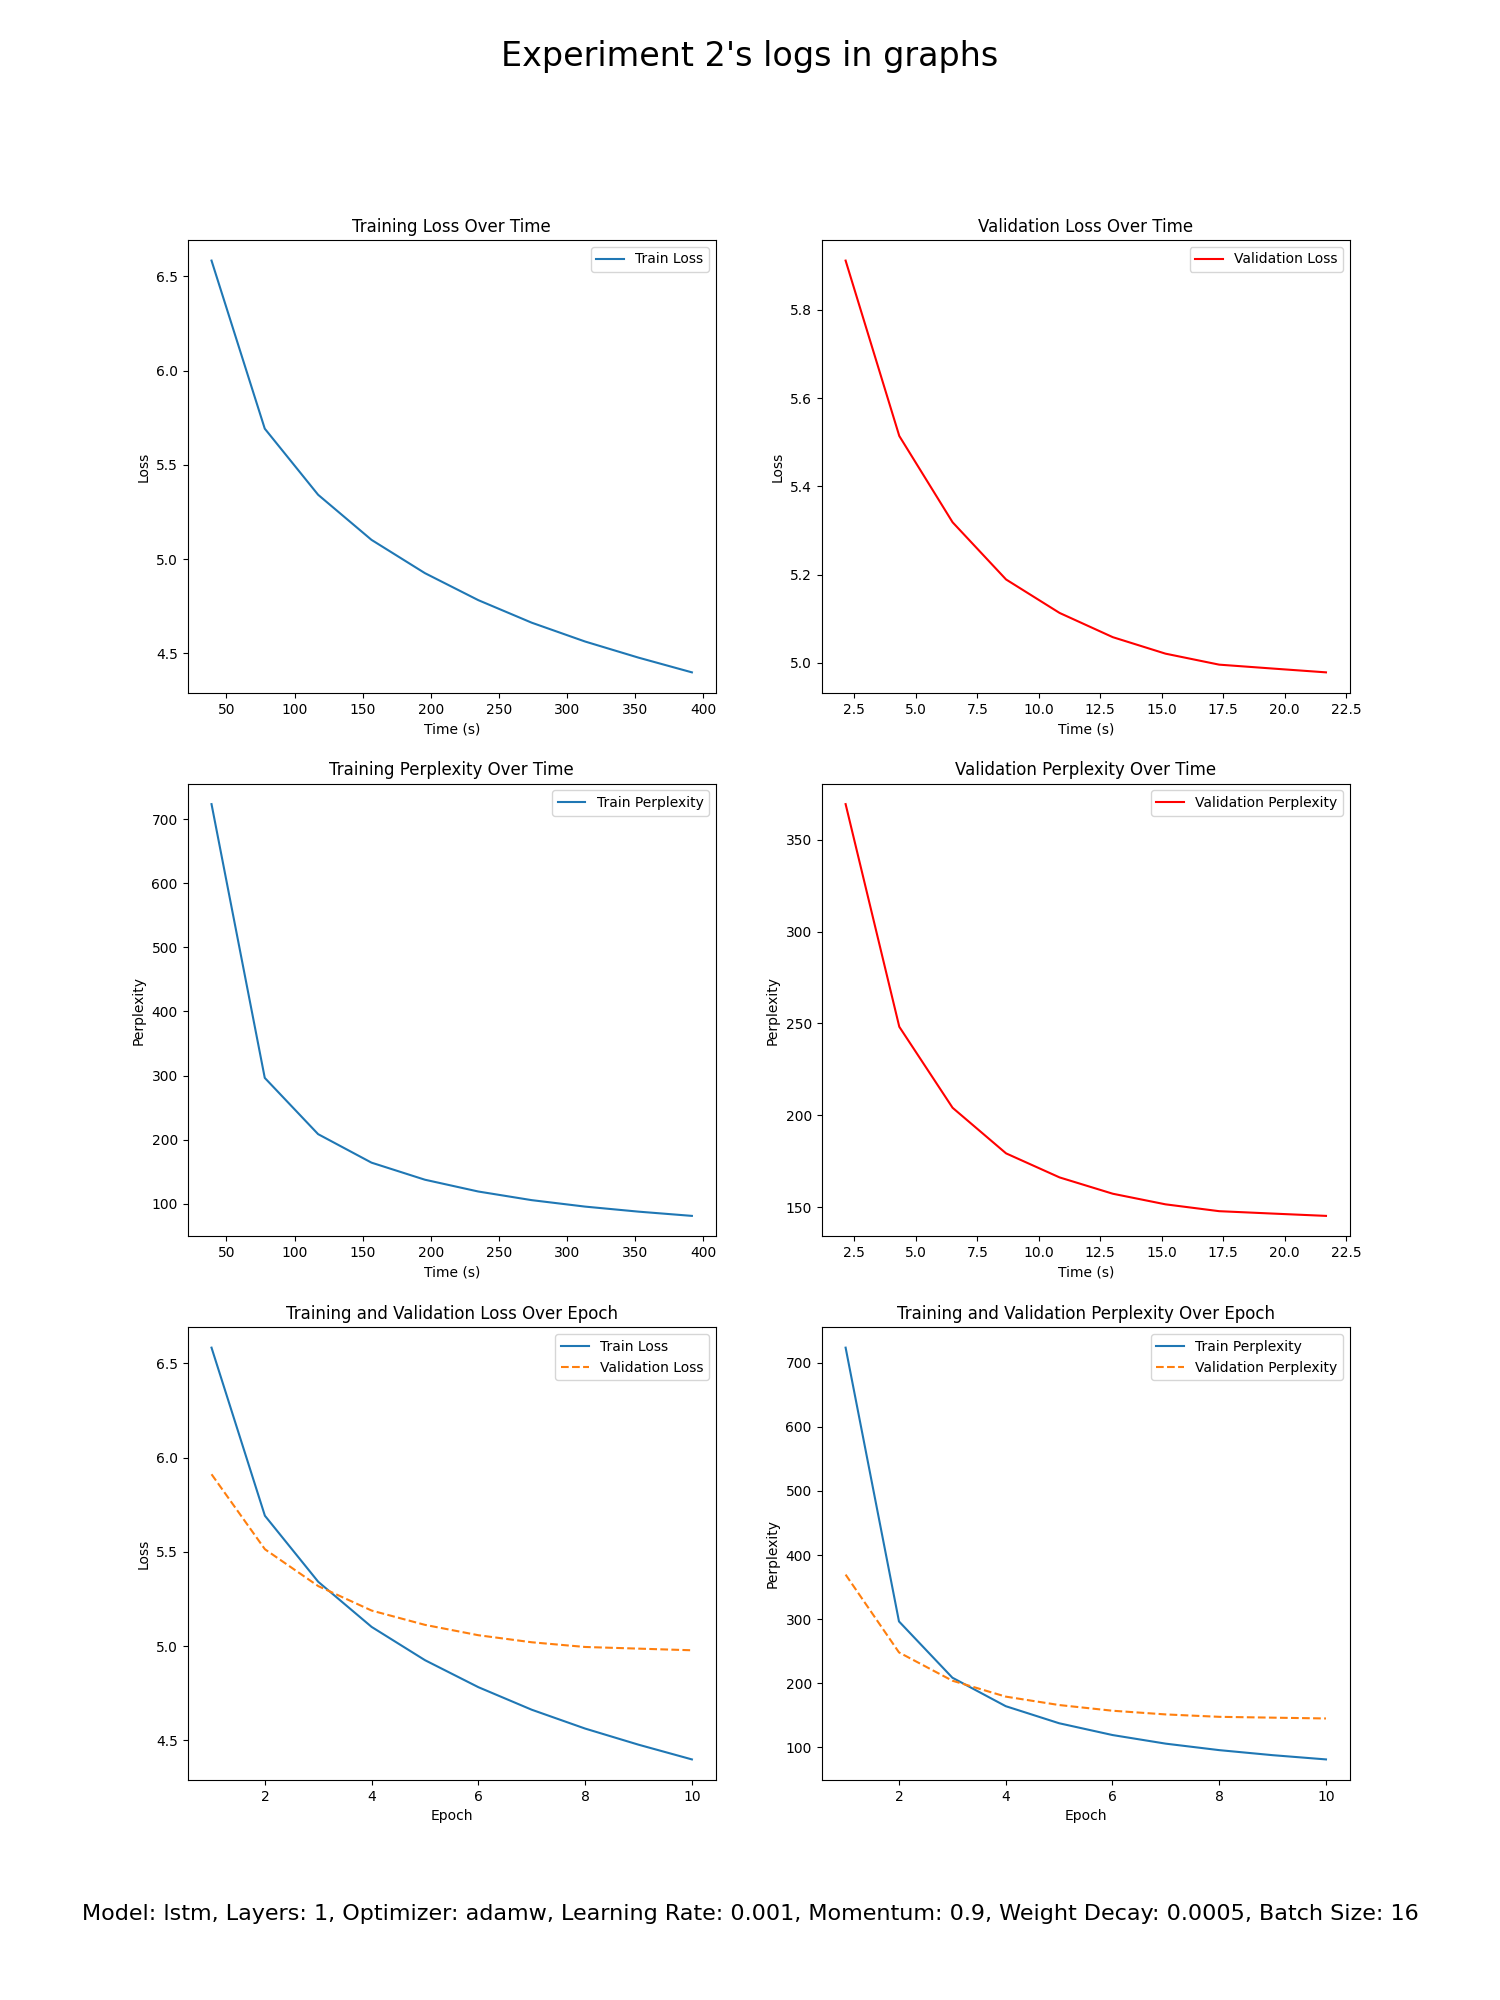 Experiment 2's logs in graphs
Training Loss Over Time
Train Loss
6.5
6.0
5.5
5.0
4.5
Loss
50 100 150 200 250 300 350 400
Time (s)
Validation Loss Over Time
Validation Loss
5.8
5.6
5.4
5.2
5.0
Loss
2.5 5.0 7.5 10.0 12.5 15.0 17.5 20.0 22.5
Time (s)
Training Perplexity Over Time
Train Perplexity
700
600
500
400
300
200
100
Perplexity
50 100 150 200 250 300 350 400
Time (s)
Validation Perplexity Over Time
Validation Perplexity
350
300
250
200
150
Perplexity
2.5 5.0 7.5 10.0 12.5 15.0 17.5 20.0 22.5
Time (s)
Training and Validation Loss Over Epoch
Train Loss
Validation Loss
6.5
6.0
5.5
5.0
4.5
Loss
2 4 6 8 10
Epoch
Training and Validation Perplexity Over Epoch
Train Perplexity
Validation Perplexity
700
600
500
400
300
200
100
Perplexity
2 4 6 8 10
Epoch
Model: lstm, Layers: 1, Optimizer: adamw, Learning Rate: 0.001, Momentum: 0.9, Weight Decay: 0.0005, Batch Size: 16